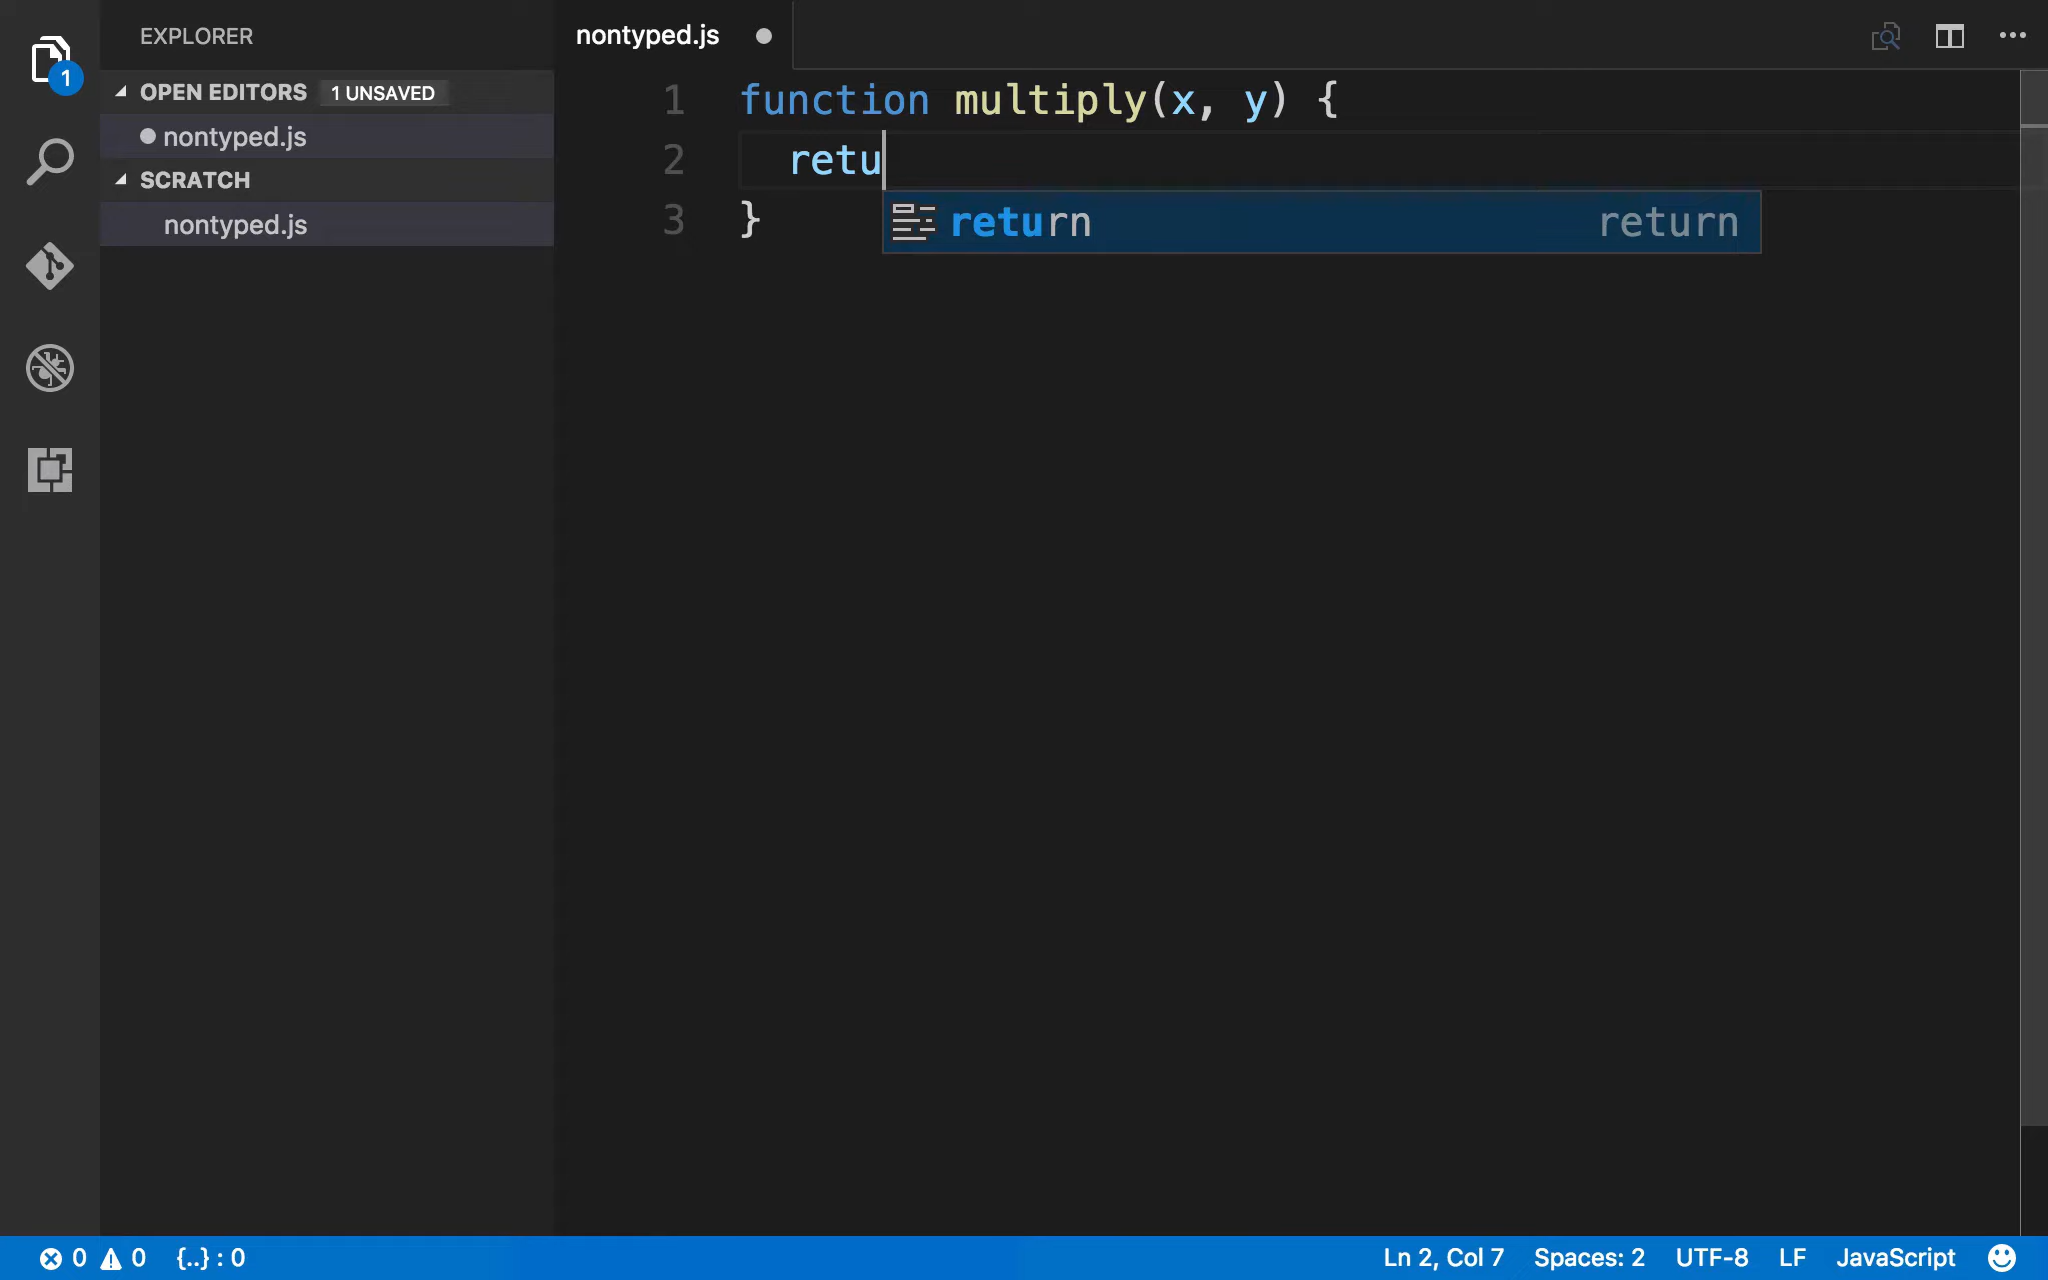 EXPLORER
1
OPEN EDITORS 1 UNSAVED
nontyped.js
SCRATCH
nontyped.js
nontyped.js
1 function multiply(x, y) {
2 retu
return return
3 }
0 0 {..} : 0
Ln 2, Col 7 Spaces: 2 UTF-8 LF JavaScript